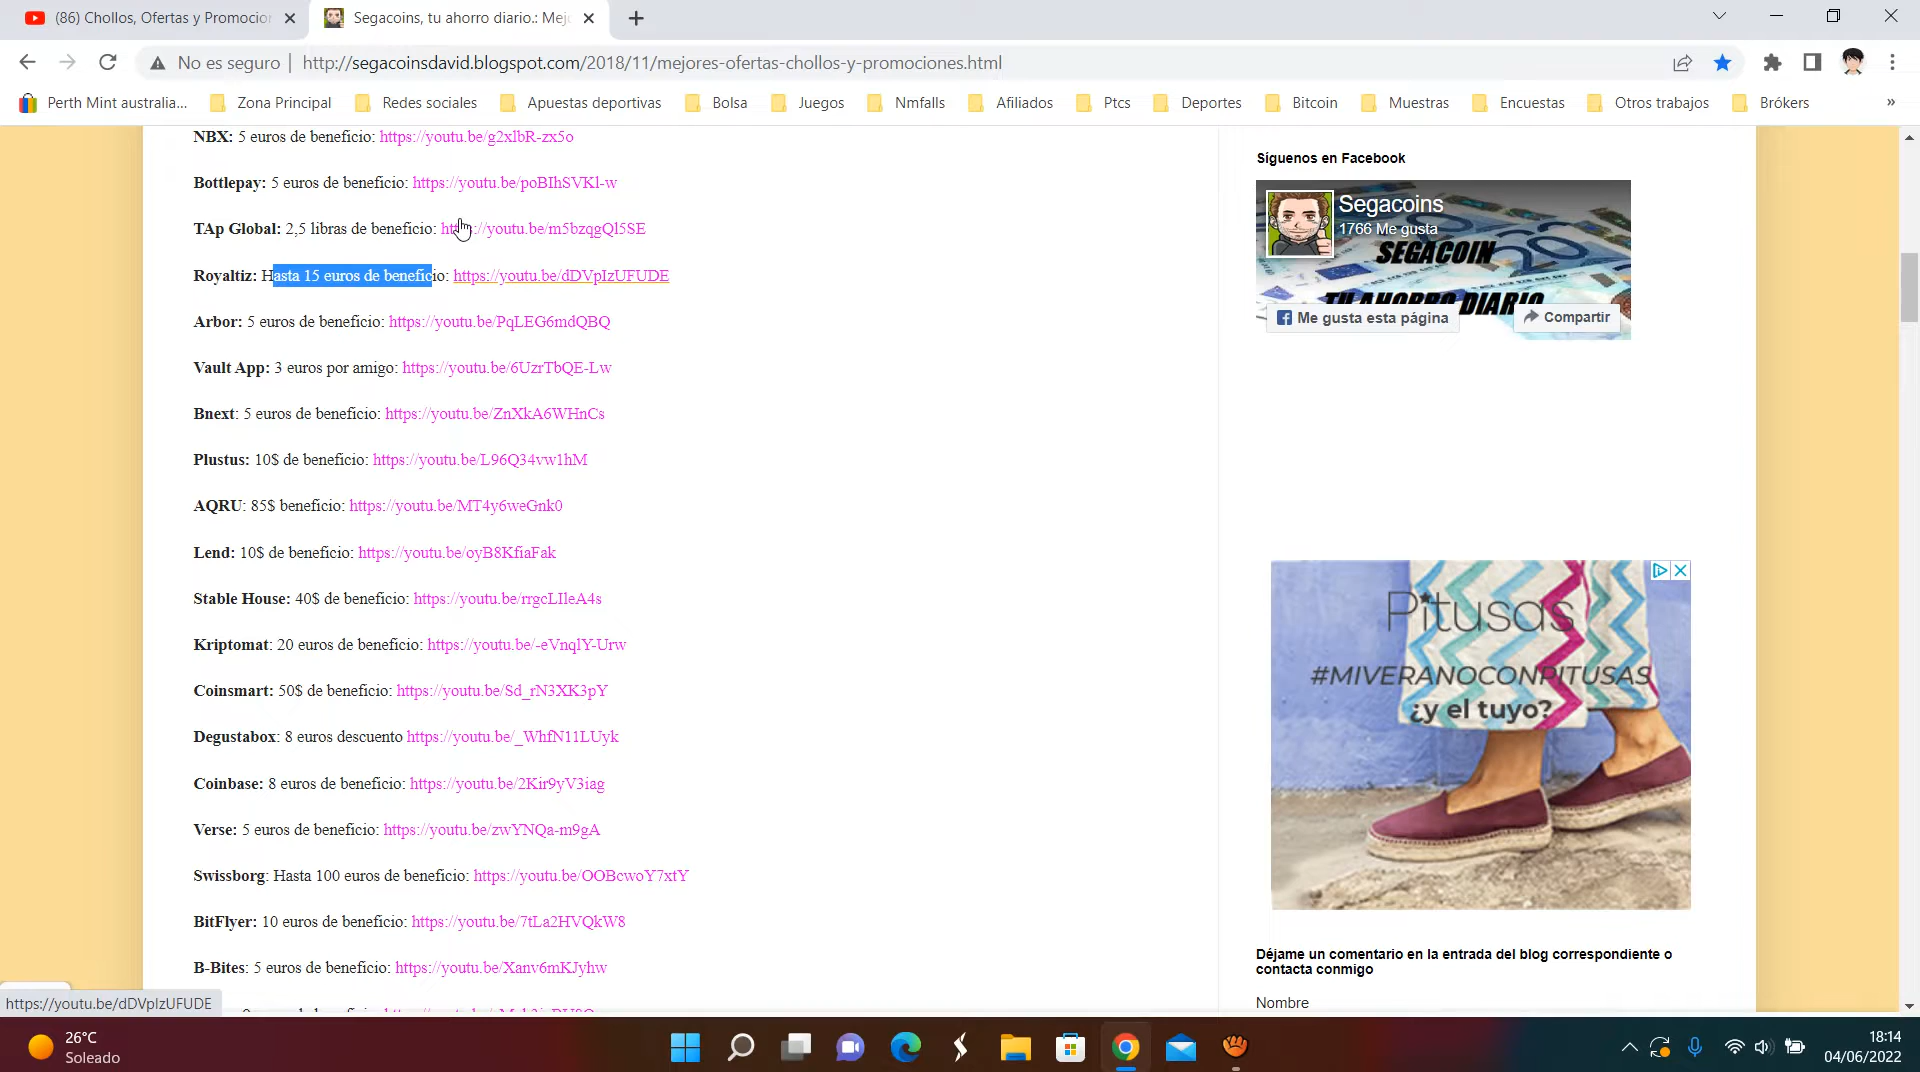 (86) Chollos, Ofertas y Promocion
Segacoins, tu ahorro diario.: Mej
No es seguro | http://segacoinsdavid.blogspot.com/2018/11/mejores-ofertas-chollos-y-promociones.html
Perth Mint australia...
Zona Principal
Redes sociales
Apuestas deportivas
Bolsa
Juegos
Nmfalls
Afiliados
Ptcs
Deportes
Bitcoin
Muestras
Encuestas
Otros trabajos
Brókers
»
NBX: 5 euros de beneficio: https://youtu.be/g2xlbR-zx5o
Bottlepay: 5 euros de beneficio: https://youtu.be/poBIhSVKl-w
TAp Global: 2,5 libras de beneficio: https://youtu.be/m5bzqgQl5SE
Royaltiz: Hasta 15 euros de beneficio: https://youtu.be/dDVpIzUFUDE
Arbor: 5 euros de beneficio: https://youtu.be/PqLEG6mdQBQ
Vault App: 3 euros por amigo: https://youtu.be/6UzrTbQE-Lw
Bnext: 5 euros de beneficio: https://youtu.be/ZnXkA6WHnCs
Plustus: 10$ de beneficio: https://youtu.be/L96Q34vw1hM
AQRU: 85$ beneficio: https://youtu.be/MT4y6weGnk0
Lend: 10$ de beneficio: https://youtu.be/oyB8KfiaFak
Stable House: 40$ de beneficio: https://youtu.be/rrgcLIleA4s
Kriptomat: 20 euros de beneficio: https://youtu.be/-eVnqlY-Urw
Coinsmart: 50$ de beneficio: https://youtu.be/Sd_rN3XK3pY
Degustabox: 8 euros descuento https://youtu.be/_WhfN11LUyk
Coinbase: 8 euros de beneficio: https://youtu.be/2Kir9yV3iag
Verse: 5 euros de beneficio: https://youtu.be/zwYNQa-m9gA
Swissborg: Hasta 100 euros de beneficio: https://youtu.be/OOBcwoY7xtY
BitFlyer: 10 euros de beneficio: https://youtu.be/7tLa2HVQkW8
B-Bites: 5 euros de beneficio: https://youtu.be/Xanv6mKJyhw
https://youtu.be/dDVpIzUFUDE
Síguenos en Facebook
Segacoins
1766 Me gusta
SEGACOIN
TU AHORRO DIARIO
Me gusta esta página
Compartir
Pitusas
#MIVERANOCONPITUSAS
¿y el tuyo?
Déjame un comentario en la entrada del blog correspondiente o
contacta conmigo
Nombre
26°C
Soleado
18:14
04/06/2022